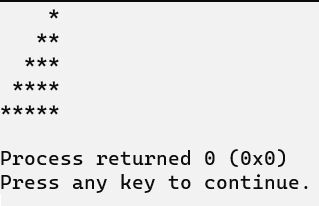 *
   **
  ***
 ****
*****

Process returned 0 (0x0)
Press any key to continue.